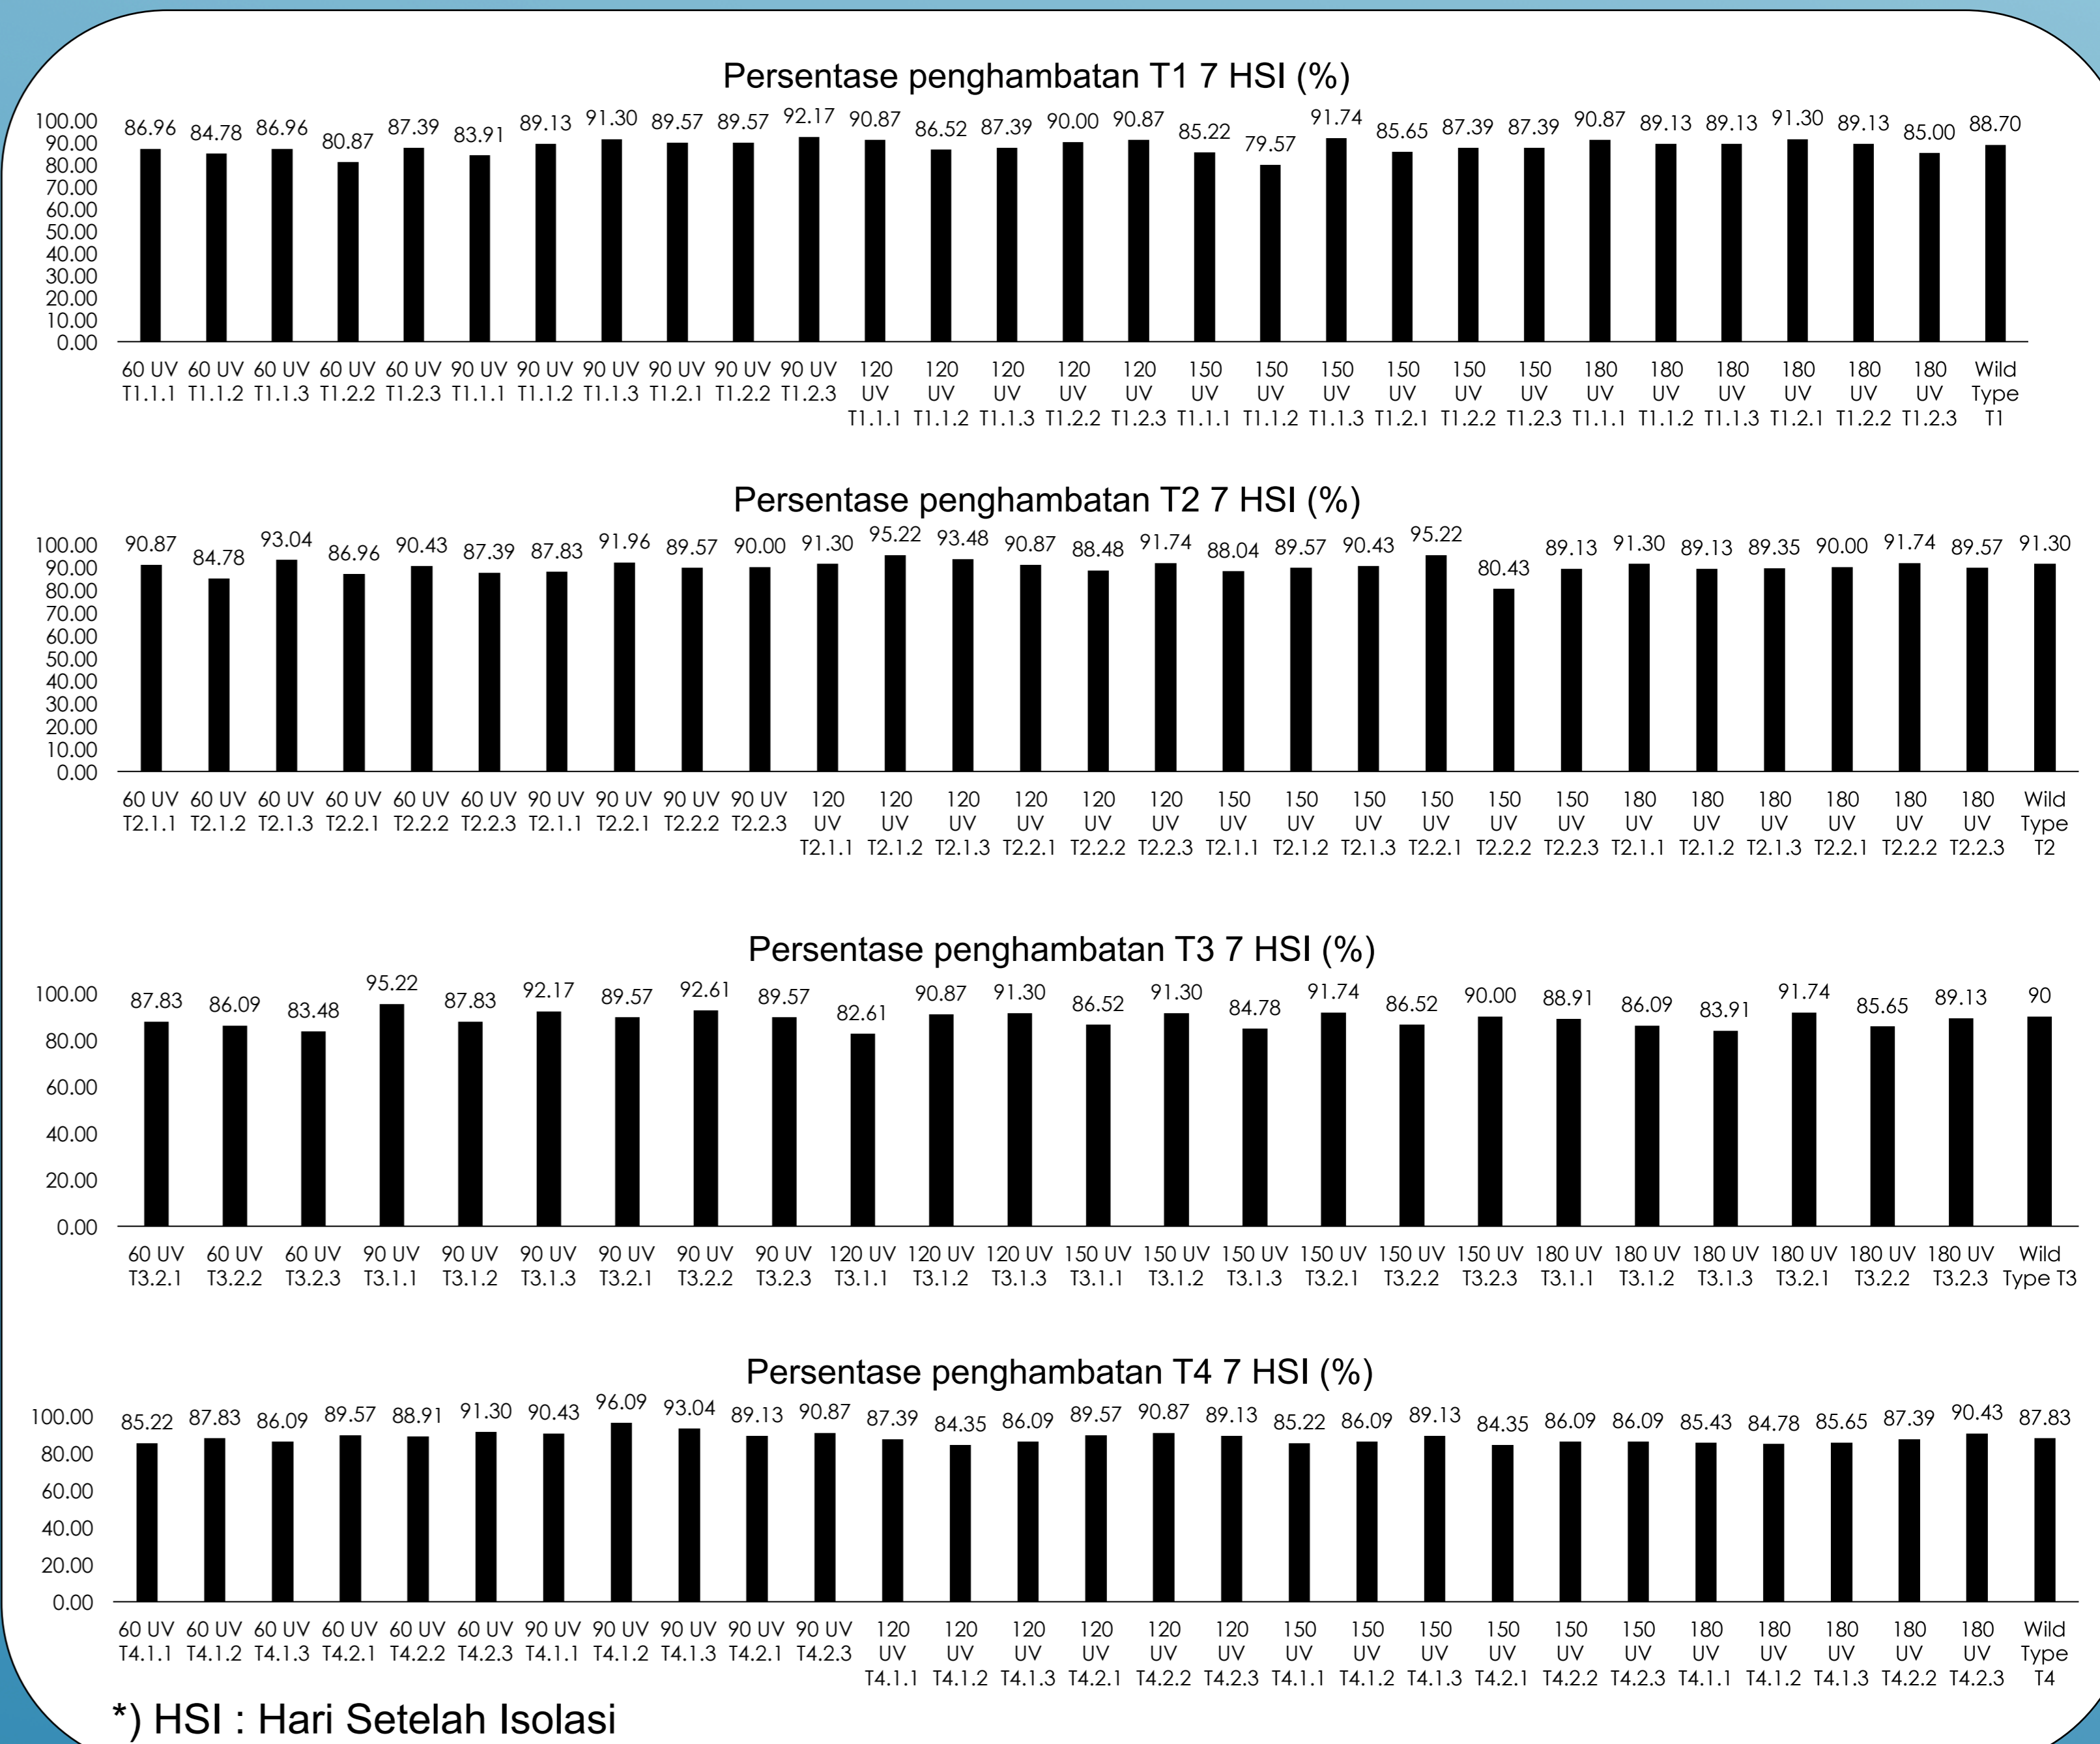 Persentase penghambatan T1 7 HSI (%)
100.00
90.00
80.00
70.00
60.00
50.00
40.00
30.00
20.00
10.00
0.00
86.96 84.78 86.96 80.87 87.39 83.91 89.13 91.30 89.57 89.57 92.17 90.87 86.52 87.39 90.00 90.87 85.22 79.57 91.74 85.65 87.39 87.39 90.87 89.13 89.13 91.30 89.13 85.00 88.70
60 UV 60 UV 60 UV 60 UV 60 UV 90 UV 90 UV 90 UV 90 UV 90 UV 90 UV 120 120 120 120 120 150 150 150 150 150 150 180 180 180 180 180 180 Wild
T1.1.1 T1.1.2 T1.1.3 T1.2.2 T1.2.3 T1.1.1 T1.1.2 T1.1.3 T1.2.1 T1.2.2 T1.2.3 UV UV UV UV UV UV UV UV UV UV UV UV UV UV UV UV UV Type
T1.1.1 T1.1.2 T1.1.3 T1.2.2 T1.2.3 T1.1.1 T1.1.2 T1.1.3 T1.2.1 T1.2.2 T1.2.3 T1.1.1 T1.1.2 T1.1.3 T1.2.1 T1.2.2 T1.2.3 T1
Persentase penghambatan T2 7 HSI (%)
100.00
90.00
80.00
70.00
60.00
50.00
40.00
30.00
20.00
10.00
0.00
90.87 84.78 93.04 86.96 90.43 87.39 87.83 91.96 89.57 90.00 91.30 95.22 93.48 90.87 88.48 91.74 88.04 89.57 90.43 95.22 80.43 89.13 91.30 89.13 89.35 90.00 91.74 89.57 91.30
60 UV 60 UV 60 UV 60 UV 60 UV 60 UV 90 UV 90 UV 90 UV 90 UV 120 120 120 120 120 120 150 150 150 150 150 150 180 180 180 180 180 180 Wild
T2.1.1 T2.1.2 T2.1.3 T2.2.1 T2.2.2 T2.2.3 T2.1.1 T2.2.1 T2.2.2 T2.2.3 UV UV UV UV UV UV UV UV UV UV UV UV UV UV UV UV UV UV Type
T2.1.1 T2.1.2 T2.1.3 T2.2.1 T2.2.2 T2.2.3 T2.1.1 T2.1.2 T2.1.3 T2.2.1 T2.2.2 T2.2.3 T2.1.1 T2.1.2 T2.1.3 T2.2.1 T2.2.2 T2.2.3 T2
Persentase penghambatan T3 7 HSI (%)
100.00
80.00
60.00
40.00
20.00
0.00
87.83 86.09 83.48 95.22 87.83 92.17 89.57 92.61 89.57 82.61 90.87 91.30 86.52 91.30 84.78 91.74 86.52 90.00 88.91 86.09 83.91 91.74 85.65 89.13 90
60 UV 60 UV 60 UV 90 UV 90 UV 90 UV 90 UV 90 UV 90 UV 120 UV 120 UV 120 UV 150 UV 150 UV 150 UV 150 UV 150 UV 150 UV 180 UV 180 UV 180 UV 180 UV 180 UV 180 UV Wild
T3.2.1 T3.2.2 T3.2.3 T3.1.1 T3.1.2 T3.1.3 T3.2.1 T3.2.2 T3.2.3 T3.1.1 T3.1.2 T3.1.3 T3.1.1 T3.1.2 T3.1.3 T3.2.1 T3.2.2 T3.2.3 T3.1.1 T3.1.2 T3.1.3 T3.2.1 T3.2.2 T3.2.3 Type T3
Persentase penghambatan T4 7 HSI (%)
100.00
80.00
60.00
40.00
20.00
0.00
85.22 87.83 86.09 89.57 88.91 91.30 90.43 96.09 93.04 89.13 90.87 87.39 84.35 86.09 89.57 90.87 89.13 85.22 86.09 89.13 84.35 86.09 86.09 85.43 84.78 85.65 87.39 90.43 87.83
60 UV 60 UV 60 UV 60 UV 60 UV 60 UV 90 UV 90 UV 90 UV 90 UV 90 UV 120 120 120 120 120 120 150 150 150 150 150 150 180 180 180 180 180 Wild
T4.1.1 T4.1.2 T4.1.3 T4.2.1 T4.2.2 T4.2.3 T4.1.1 T4.1.2 T4.1.3 T4.2.1 T4.2.3 UV UV UV UV UV UV UV UV UV UV UV UV UV UV UV UV UV Type
T4.1.1 T4.1.2 T4.1.3 T4.2.1 T4.2.2 T4.2.3 T4.1.1 T4.1.2 T4.1.3 T4.2.1 T4.2.2 T4.2.3 T4.1.1 T4.1.2 T4.1.3 T4.2.2 T4.2.3 T4
*) HSI : Hari Setelah Isolasi